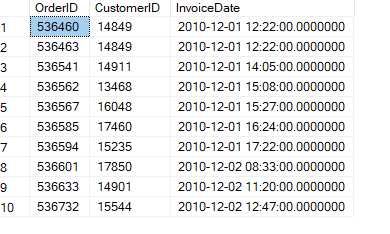 OrderID CustomerID InvoiceDate
1 536460 14849 2010-12-01 12:22:00.0000000
2 536463 14849 2010-12-01 12:29:00.0000000
3 536541 14911 2010-12-01 14:05:00.0000000
4 536562 13468 2010-12-01 15:08:00.0000000
5 536567 16048 2010-12-01 15:27:00.0000000
6 536585 17460 2010-12-01 16:24:00.0000000
7 536594 15235 2010-12-01 17:22:00.0000000
8 536601 17850 2010-12-02 08:33:00.0000000
9 536633 14901 2010-12-02 11:20:00.0000000
10 536732 15544 2010-12-02 12:47:00.0000000